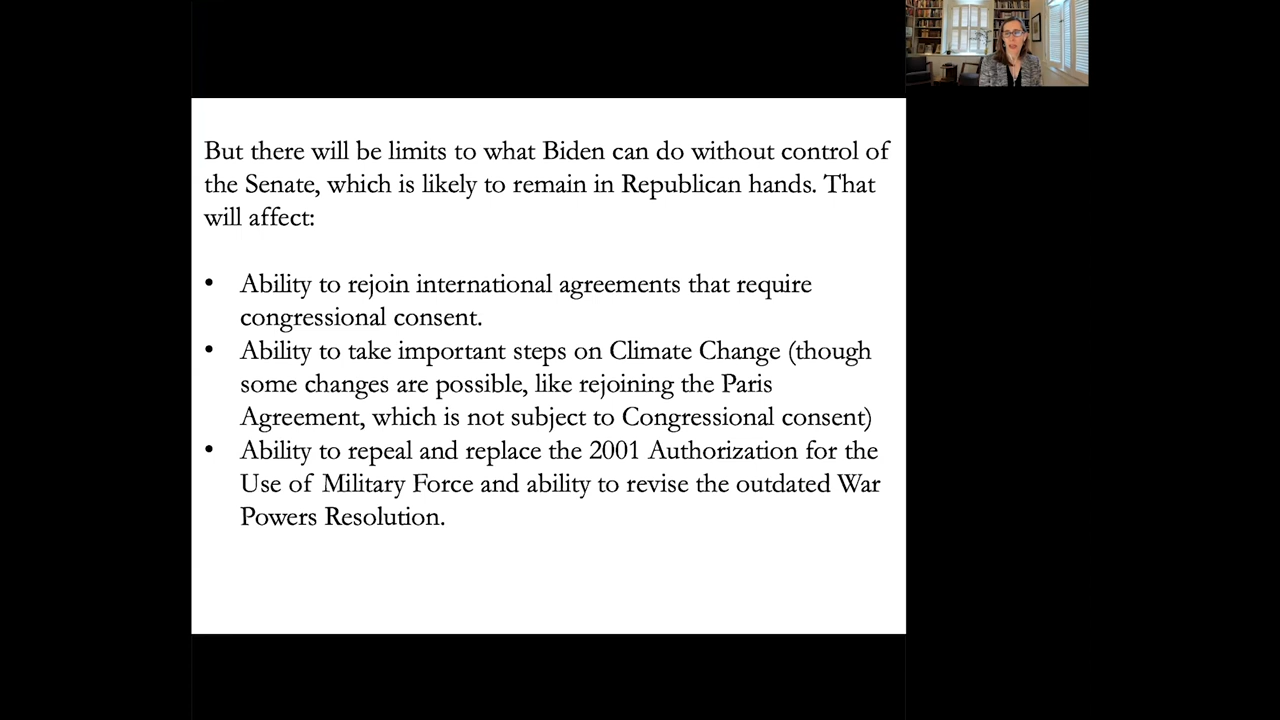 But there will be limits to what Biden can do without control of
the Senate, which is likely to remain in Republican hands. That
will affect:
• Ability to rejoin international agreements that require
congressional consent.
• Ability to take important steps on Climate Change (though
some changes are possible, like rejoining the Paris
Agreement, which is not subject to Congressional consent)
• Ability to repeal and replace the 2001 Authorization for the
Use of Military Force and ability to revise the outdated War
Powers Resolution.